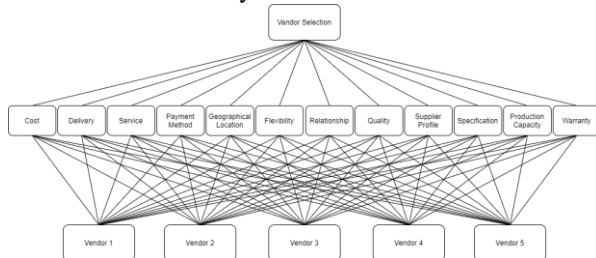 Vendor Selection
Cost
Delivery
Service
Payment
Method
Geographical
Location
Flexibility
Relationship
Quality
Supplier
Profile
Specification
Production
Capacity
Warranty
Vendor 1
Vendor 2
Vendor 3
Vendor 4
Vendor 5